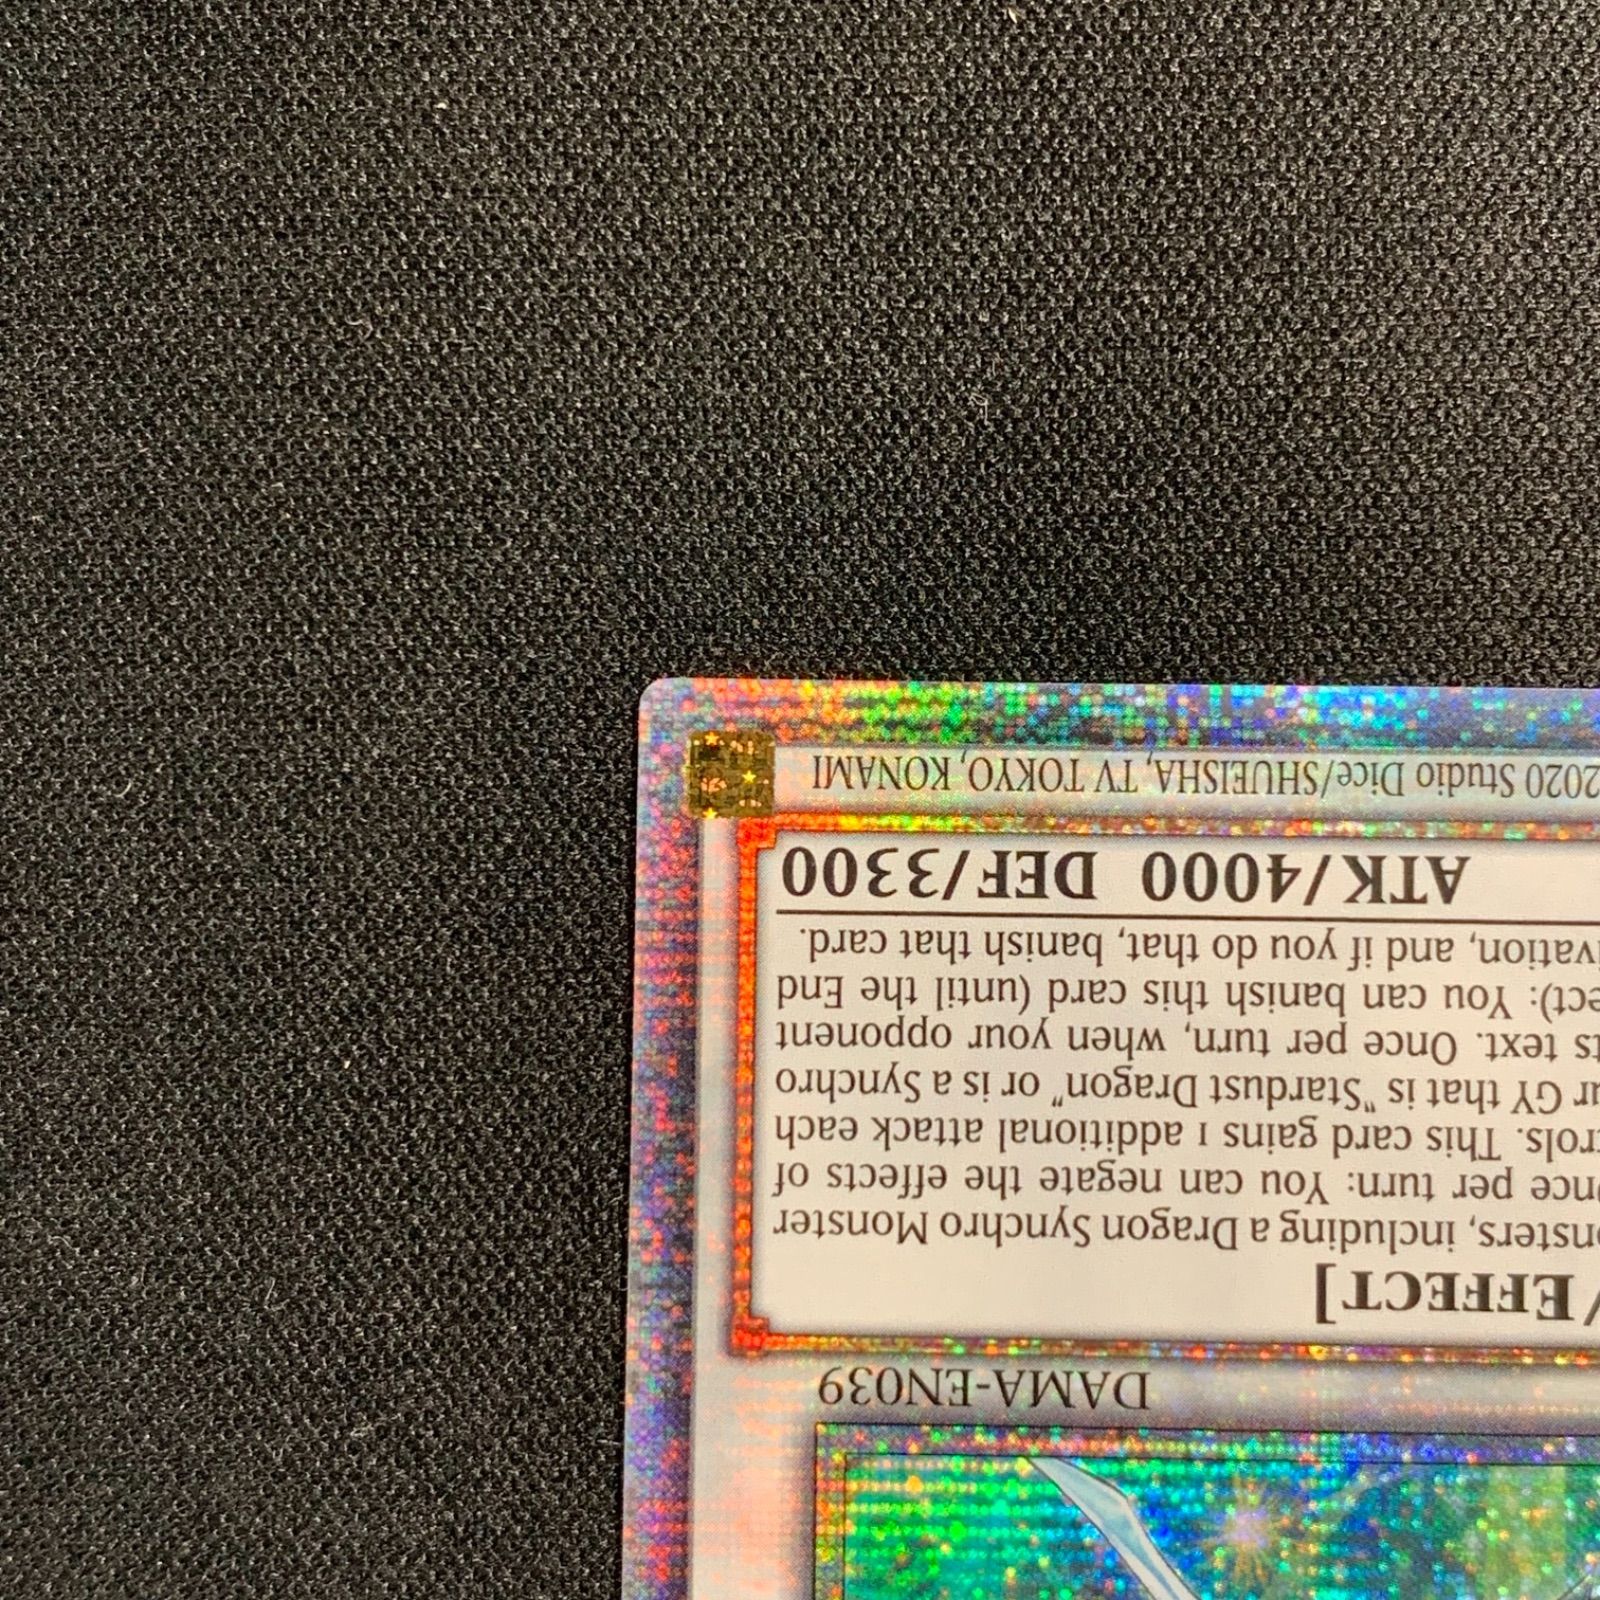 DAMA-EN039
/EFFECT]
onsters, including a Dragon Synchro Monster
nce per turn: You can negate the effects of
trols. This card gains 1 additional attack each
ur GY that is "Stardust Dragon" or is a Synchro
ts text. Once per turn, when your opponent
ect): You can banish this card (until the End
ivation, and if you do that, banish that card.
ATK/4000 DEF/3300
2020 Studio Dice/SHUEISHA, TV TOKYO, KONAMI